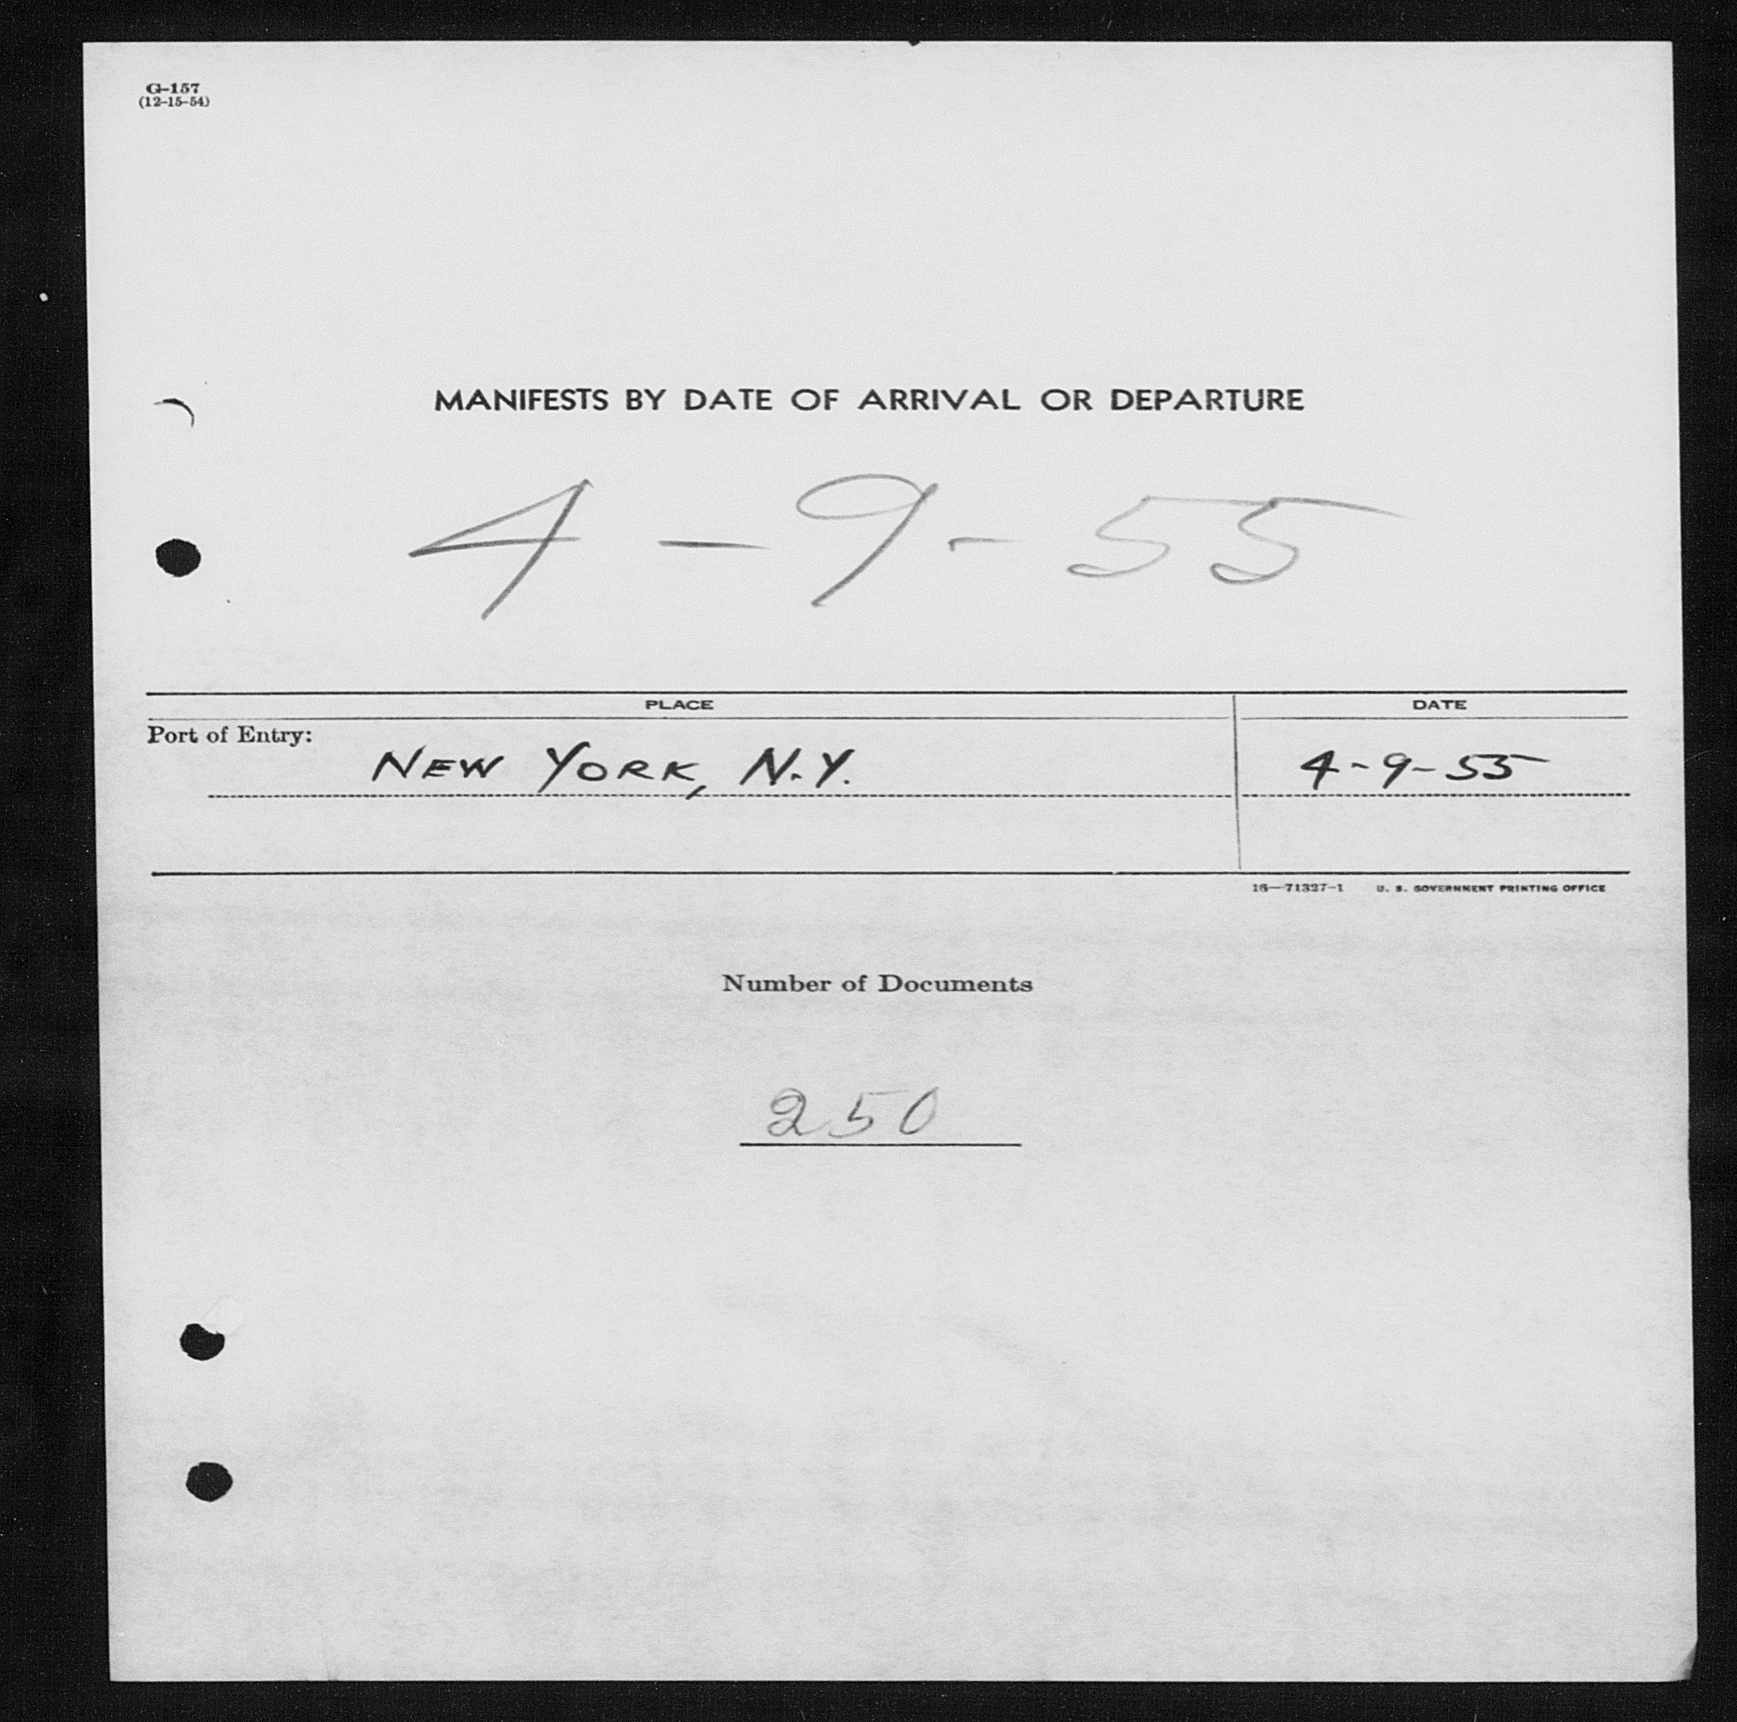 G-157
(12-15-54)
MANIFESTS BY DATE OF ARRIVAL OR DEPARTURE
4-9-55
PLACE DATE
Port of Entry: NEW YORK, N.Y. 4-9-55
16—71327-1 U. S. GOVERNMENT PRINTING OFFICE
Number of Documents
250